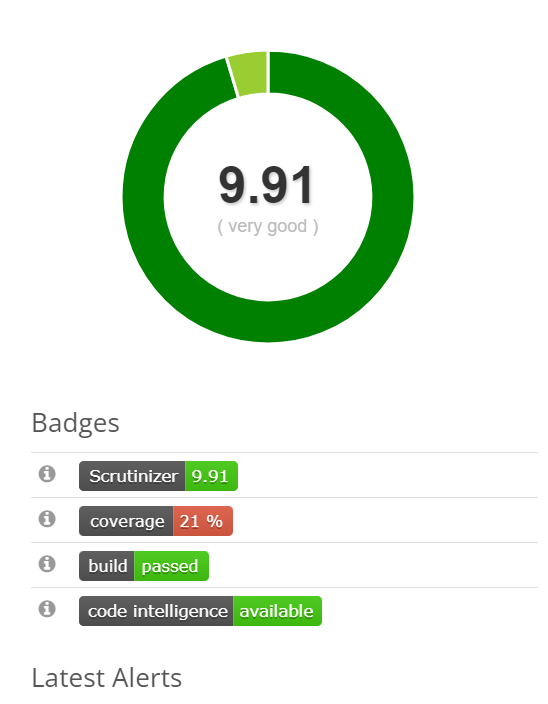 9.91
( very good )
Badges
Scrutinizer 9.91
coverage 21 %
build passed
code intelligence available
Latest Alerts